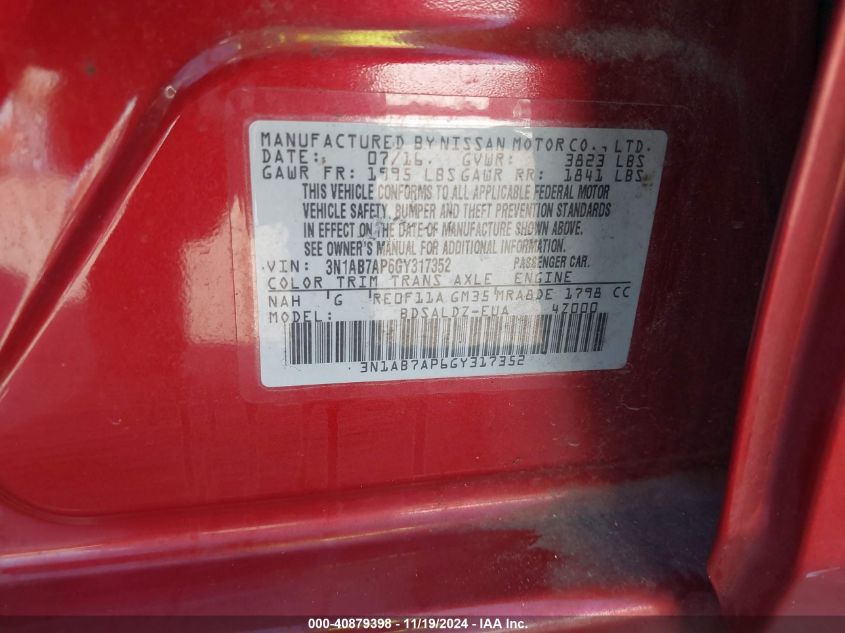 MANUFACTURED BY NISSAN MOTOR CO., LTD.
DATE: 07/16. GVWR: 3823 LBS
GAWR FR: 1995 LBS GAWR RR: 1841 LBS
THIS VEHICLE CONFORMS TO ALL APPLICABLE FEDERAL MOTOR
VEHICLE SAFETY, BUMPER AND THEFT PREVENTION STANDARDS
IN EFFECT ON THE DATE OF MANUFACTURE SHOWN ABOVE.
SEE OWNER'S MANUAL FOR ADDITIONAL INFORMATION.
VIN: 3N1AB7AP6GY317352 PASSENGER CAR.
COLOR TRIM TRANS AXLE ENGINE
NAH G RE0F11A GM35 MRA8DE 1798 CC
MODEL: BDSALDZ-EUA 4Z000
3N1AB7AP6GY317352
000-40879398 - 11/19/2024 - IAA Inc.